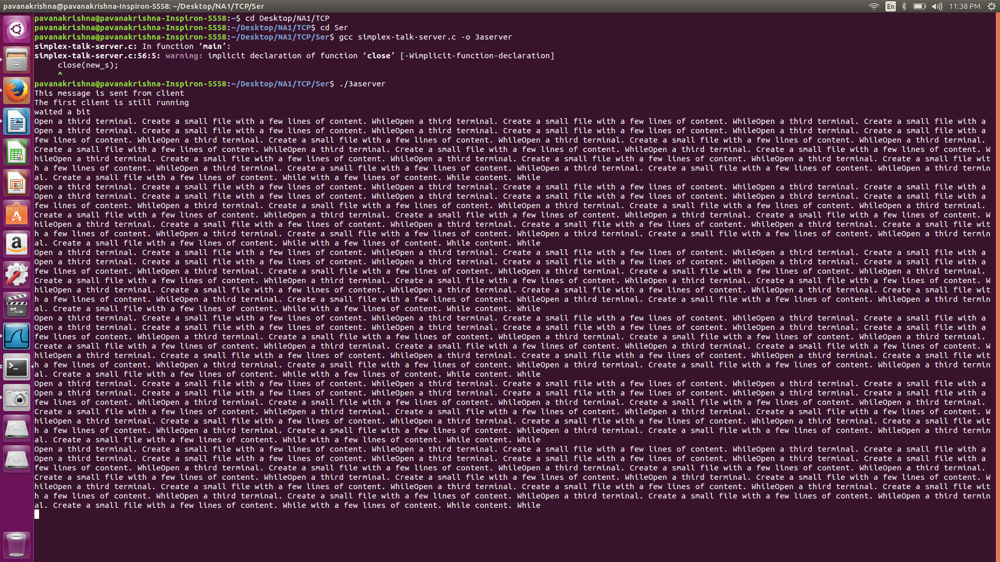 pavanakrishna@pavanakrishna-Inspiron-5558: ~/Desktop/NA1/TCP/Ser
En
11:38 PM
pavanakrishna@pavanakrishna-Inspiron-5558:~$ cd Desktop/NA1/TCP
pavanakrishna@pavanakrishna-Inspiron-5558:~/Desktop/NA1/TCP$ cd Ser
pavanakrishna@pavanakrishna-Inspiron-5558:~/Desktop/NA1/TCP/Ser$ gcc simplex-talk-server.c -o 3aserver
simplex-talk-server.c: In function ‘main’:
simplex-talk-server.c:56:5: warning: implicit declaration of function ‘close’ [-Wimplicit-function-declaration]
close(new_s);
^
pavanakrishna@pavanakrishna-Inspiron-5558:~/Desktop/NA1/TCP/Ser$ ./3aserver
This message is sent from client
The first client is still running
waited a bit
Open a third terminal. Create a small file with a few lines of content. WhileOpen a third terminal. Create a small file with a few lines of content. WhileOpen a third terminal. Create a small file with a
Open a third terminal. Create a small file with a few lines of content. WhileOpen a third terminal. Create a small file with a few lines of content. WhileOpen a third terminal. Create a small file with a
few lines of content. WhileOpen a third terminal. Create a small file with a few lines of content. WhileOpen a third terminal. Create a small file with a few lines of content. WhileOpen a third terminal.
Create a small file with a few lines of content. WhileOpen a third terminal. Create a small file with a few lines of content. WhileOpen a third terminal. Create a small file with a few lines of content. W
hileOpen a third terminal. Create a small file with a few lines of content. WhileOpen a third terminal. Create a small file with a few lines of content. WhileOpen a third terminal. Create a small file wit
h a few lines of content. WhileOpen a third terminal. Create a small file with a few lines of content. WhileOpen a third terminal. Create a small file with a few lines of content. WhileOpen a third termin
al. Create a small file with a few lines of content. While with a few lines of content. While content. While
Open a third terminal. Create a small file with a few lines of content. WhileOpen a third terminal. Create a small file with a few lines of content. WhileOpen a third terminal. Create a small file with a
Open a third terminal. Create a small file with a few lines of content. WhileOpen a third terminal. Create a small file with a few lines of content. WhileOpen a third terminal. Create a small file with a
few lines of content. WhileOpen a third terminal. Create a small file with a few lines of content. WhileOpen a third terminal. Create a small file with a few lines of content. WhileOpen a third terminal.
Create a small file with a few lines of content. WhileOpen a third terminal. Create a small file with a few lines of content. WhileOpen a third terminal. Create a small file with a few lines of content. W
hileOpen a third terminal. Create a small file with a few lines of content. WhileOpen a third terminal. Create a small file with a few lines of content. WhileOpen a third terminal. Create a small file wit
h a few lines of content. WhileOpen a third terminal. Create a small file with a few lines of content. WhileOpen a third terminal. Create a small file with a few lines of content. WhileOpen a third termin
al. Create a small file with a few lines of content. While with a few lines of content. While content. While
Open a third terminal. Create a small file with a few lines of content. WhileOpen a third terminal. Create a small file with a few lines of content. WhileOpen a third terminal. Create a small file with a
Open a third terminal. Create a small file with a few lines of content. WhileOpen a third terminal. Create a small file with a few lines of content. WhileOpen a third terminal. Create a small file with a
few lines of content. WhileOpen a third terminal. Create a small file with a few lines of content. WhileOpen a third terminal. Create a small file with a few lines of content. WhileOpen a third terminal.
Create a small file with a few lines of content. WhileOpen a third terminal. Create a small file with a few lines of content. WhileOpen a third terminal. Create a small file with a few lines of content. W
hileOpen a third terminal. Create a small file with a few lines of content. WhileOpen a third terminal. Create a small file with a few lines of content. WhileOpen a third terminal. Create a small file wit
h a few lines of content. WhileOpen a third terminal. Create a small file with a few lines of content. WhileOpen a third terminal. Create a small file with a few lines of content. WhileOpen a third termin
al. Create a small file with a few lines of content. While with a few lines of content. While content. While
Open a third terminal. Create a small file with a few lines of content. WhileOpen a third terminal. Create a small file with a few lines of content. WhileOpen a third terminal. Create a small file with a
Open a third terminal. Create a small file with a few lines of content. WhileOpen a third terminal. Create a small file with a few lines of content. WhileOpen a third terminal. Create a small file with a
few lines of content. WhileOpen a third terminal. Create a small file with a few lines of content. WhileOpen a third terminal. Create a small file with a few lines of content. WhileOpen a third terminal.
Create a small file with a few lines of content. WhileOpen a third terminal. Create a small file with a few lines of content. WhileOpen a third terminal. Create a small file with a few lines of content. W
hileOpen a third terminal. Create a small file with a few lines of content. WhileOpen a third terminal. Create a small file with a few lines of content. WhileOpen a third terminal. Create a small file wit
h a few lines of content. WhileOpen a third terminal. Create a small file with a few lines of content. WhileOpen a third terminal. Create a small file with a few lines of content. WhileOpen a third termin
al. Create a small file with a few lines of content. While with a few lines of content. While content. While
Open a third terminal. Create a small file with a few lines of content. WhileOpen a third terminal. Create a small file with a few lines of content. WhileOpen a third terminal. Create a small file with a
Open a third terminal. Create a small file with a few lines of content. WhileOpen a third terminal. Create a small file with a few lines of content. WhileOpen a third terminal. Create a small file with a
few lines of content. WhileOpen a third terminal. Create a small file with a few lines of content. WhileOpen a third terminal. Create a small file with a few lines of content. WhileOpen a third terminal.
Create a small file with a few lines of content. WhileOpen a third terminal. Create a small file with a few lines of content. WhileOpen a third terminal. Create a small file with a few lines of content. W
hileOpen a third terminal. Create a small file with a few lines of content. WhileOpen a third terminal. Create a small file with a few lines of content. WhileOpen a third terminal. Create a small file wit
h a few lines of content. WhileOpen a third terminal. Create a small file with a few lines of content. WhileOpen a third terminal. Create a small file with a few lines of content. WhileOpen a third termin
al. Create a small file with a few lines of content. While with a few lines of content. While content. While
Open a third terminal. Create a small file with a few lines of content. WhileOpen a third terminal. Create a small file with a few lines of content. WhileOpen a third terminal. Create a small file with a
Open a third terminal. Create a small file with a few lines of content. WhileOpen a third terminal. Create a small file with a few lines of content. WhileOpen a third terminal. Create a small file with a
few lines of content. WhileOpen a third terminal. Create a small file with a few lines of content. WhileOpen a third terminal. Create a small file with a few lines of content. WhileOpen a third terminal.
Create a small file with a few lines of content. WhileOpen a third terminal. Create a small file with a few lines of content. WhileOpen a third terminal. Create a small file with a few lines of content. W
hileOpen a third terminal. Create a small file with a few lines of content. WhileOpen a third terminal. Create a small file with a few lines of content. WhileOpen a third terminal. Create a small file wit
h a few lines of content. WhileOpen a third terminal. Create a small file with a few lines of content. WhileOpen a third terminal. Create a small file with a few lines of content. WhileOpen a third termin
al. Create a small file with a few lines of content. While with a few lines of content. While content. While